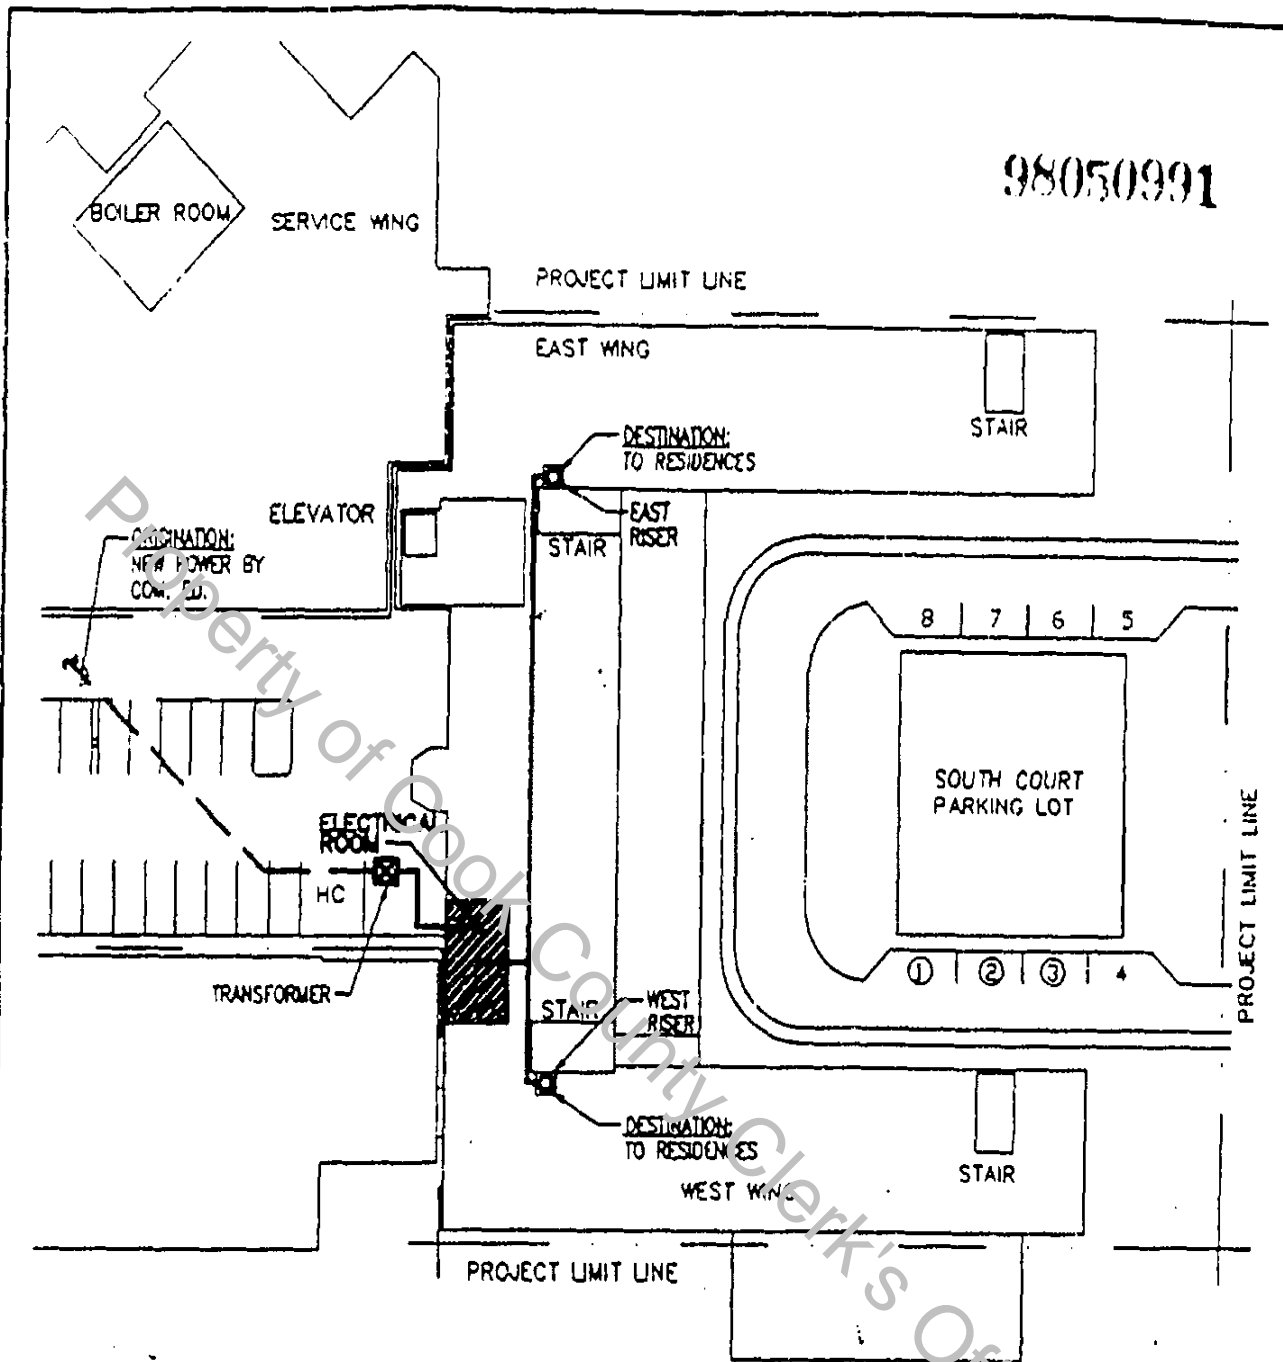 98050991
BOILER ROOM
SERVICE WING
PROJECT LIMIT LINE
EAST WING
STAIR
DESTINATION:
TO RESIDENCES
EAST
RISER
STAIR
ELEVATOR
ORIGINATION:
NEW POWER BY
COM. ED.
8 7 6 5
SOUTH COURT
PARKING LOT
PROJECT LIMIT LINE
ELECTRICAL
ROOM
HC
TRANSFORMER
1 2 3 4
STAIR
WEST
RISER
DESTINATION:
TO RESIDENCES
STAIR
WEST WING
PROJECT LIMIT LINE
Property of Cook County Clerk's Of